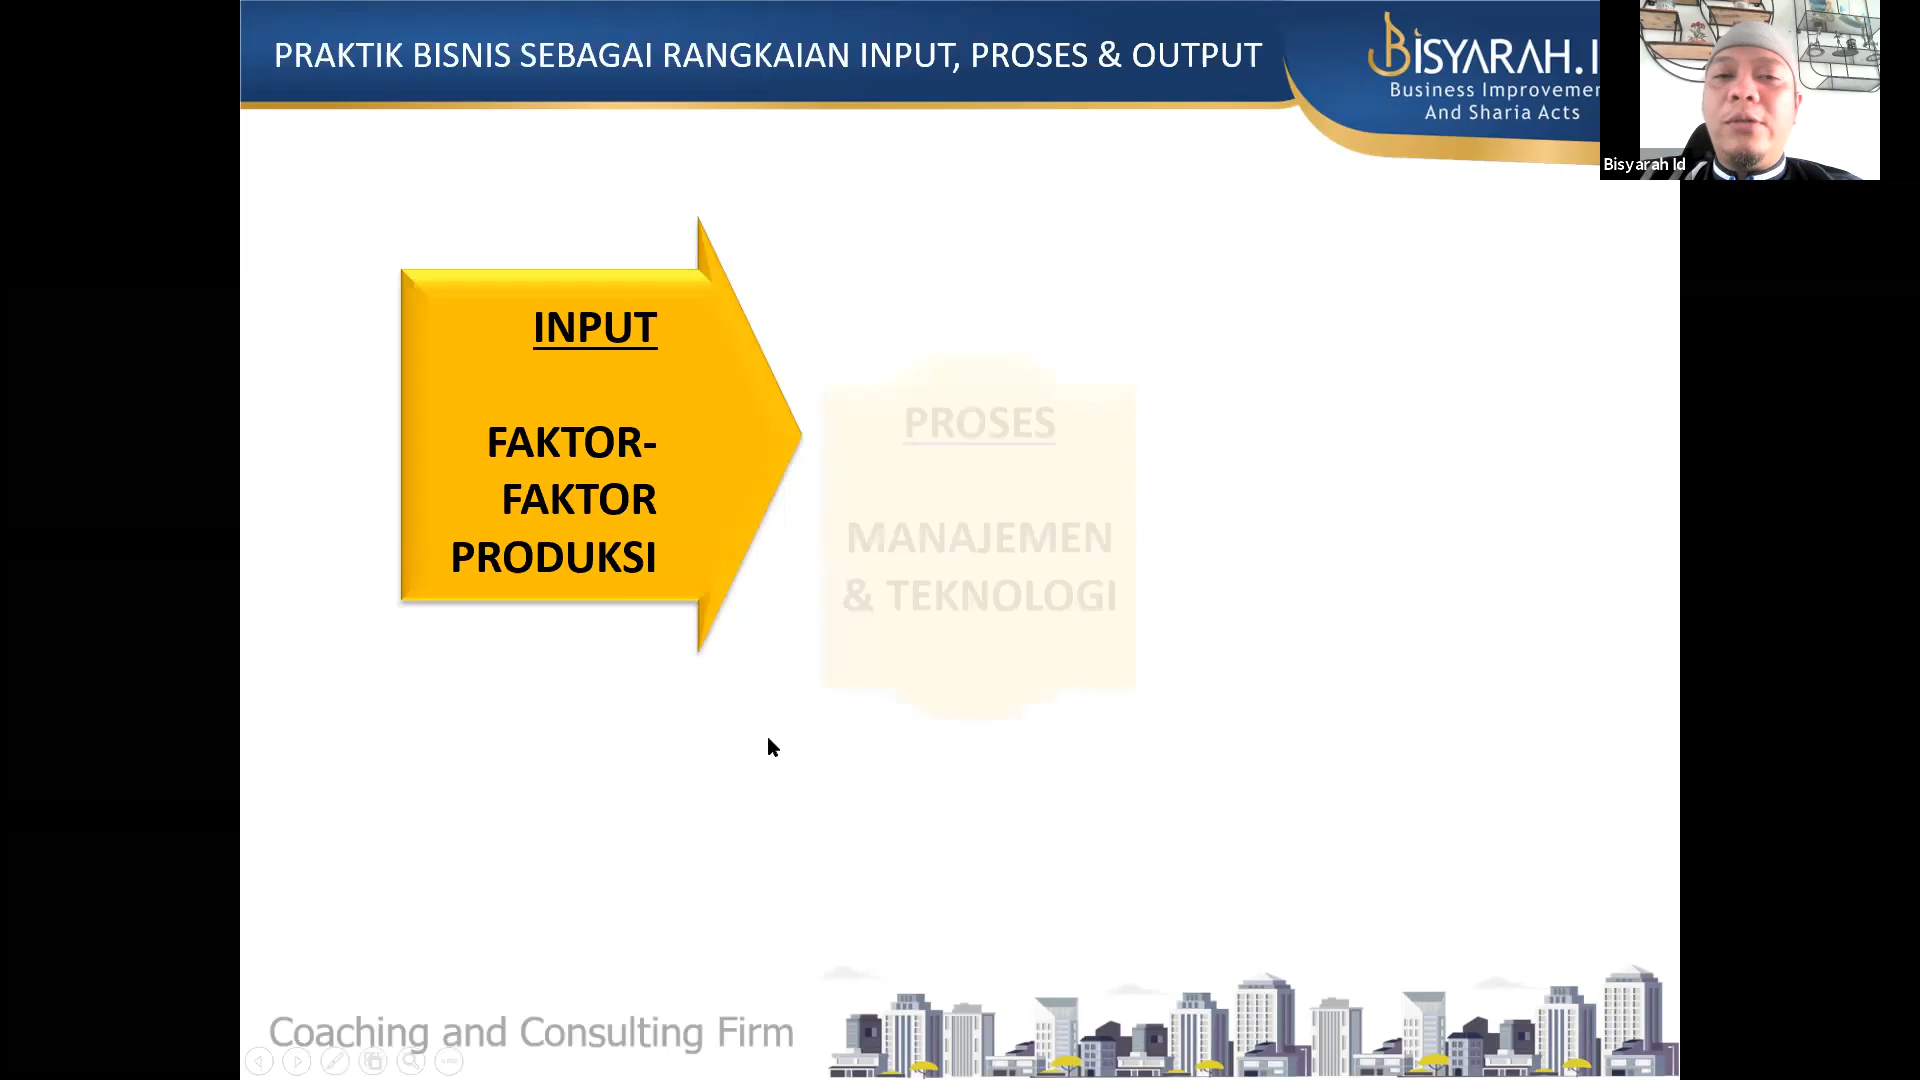 PRAKTIK BISNIS SEBAGAI RANGKAIAN INPUT, PROSES & OUTPUT
BISYARAH.I
Business Improvemen
And Sharia Acts
Bisyarah Id
INPUT
FAKTOR-
FAKTOR
PRODUKSI
PROSES
MANAJEMEN
& TEKNOLOGI
Coaching and Consulting Firm